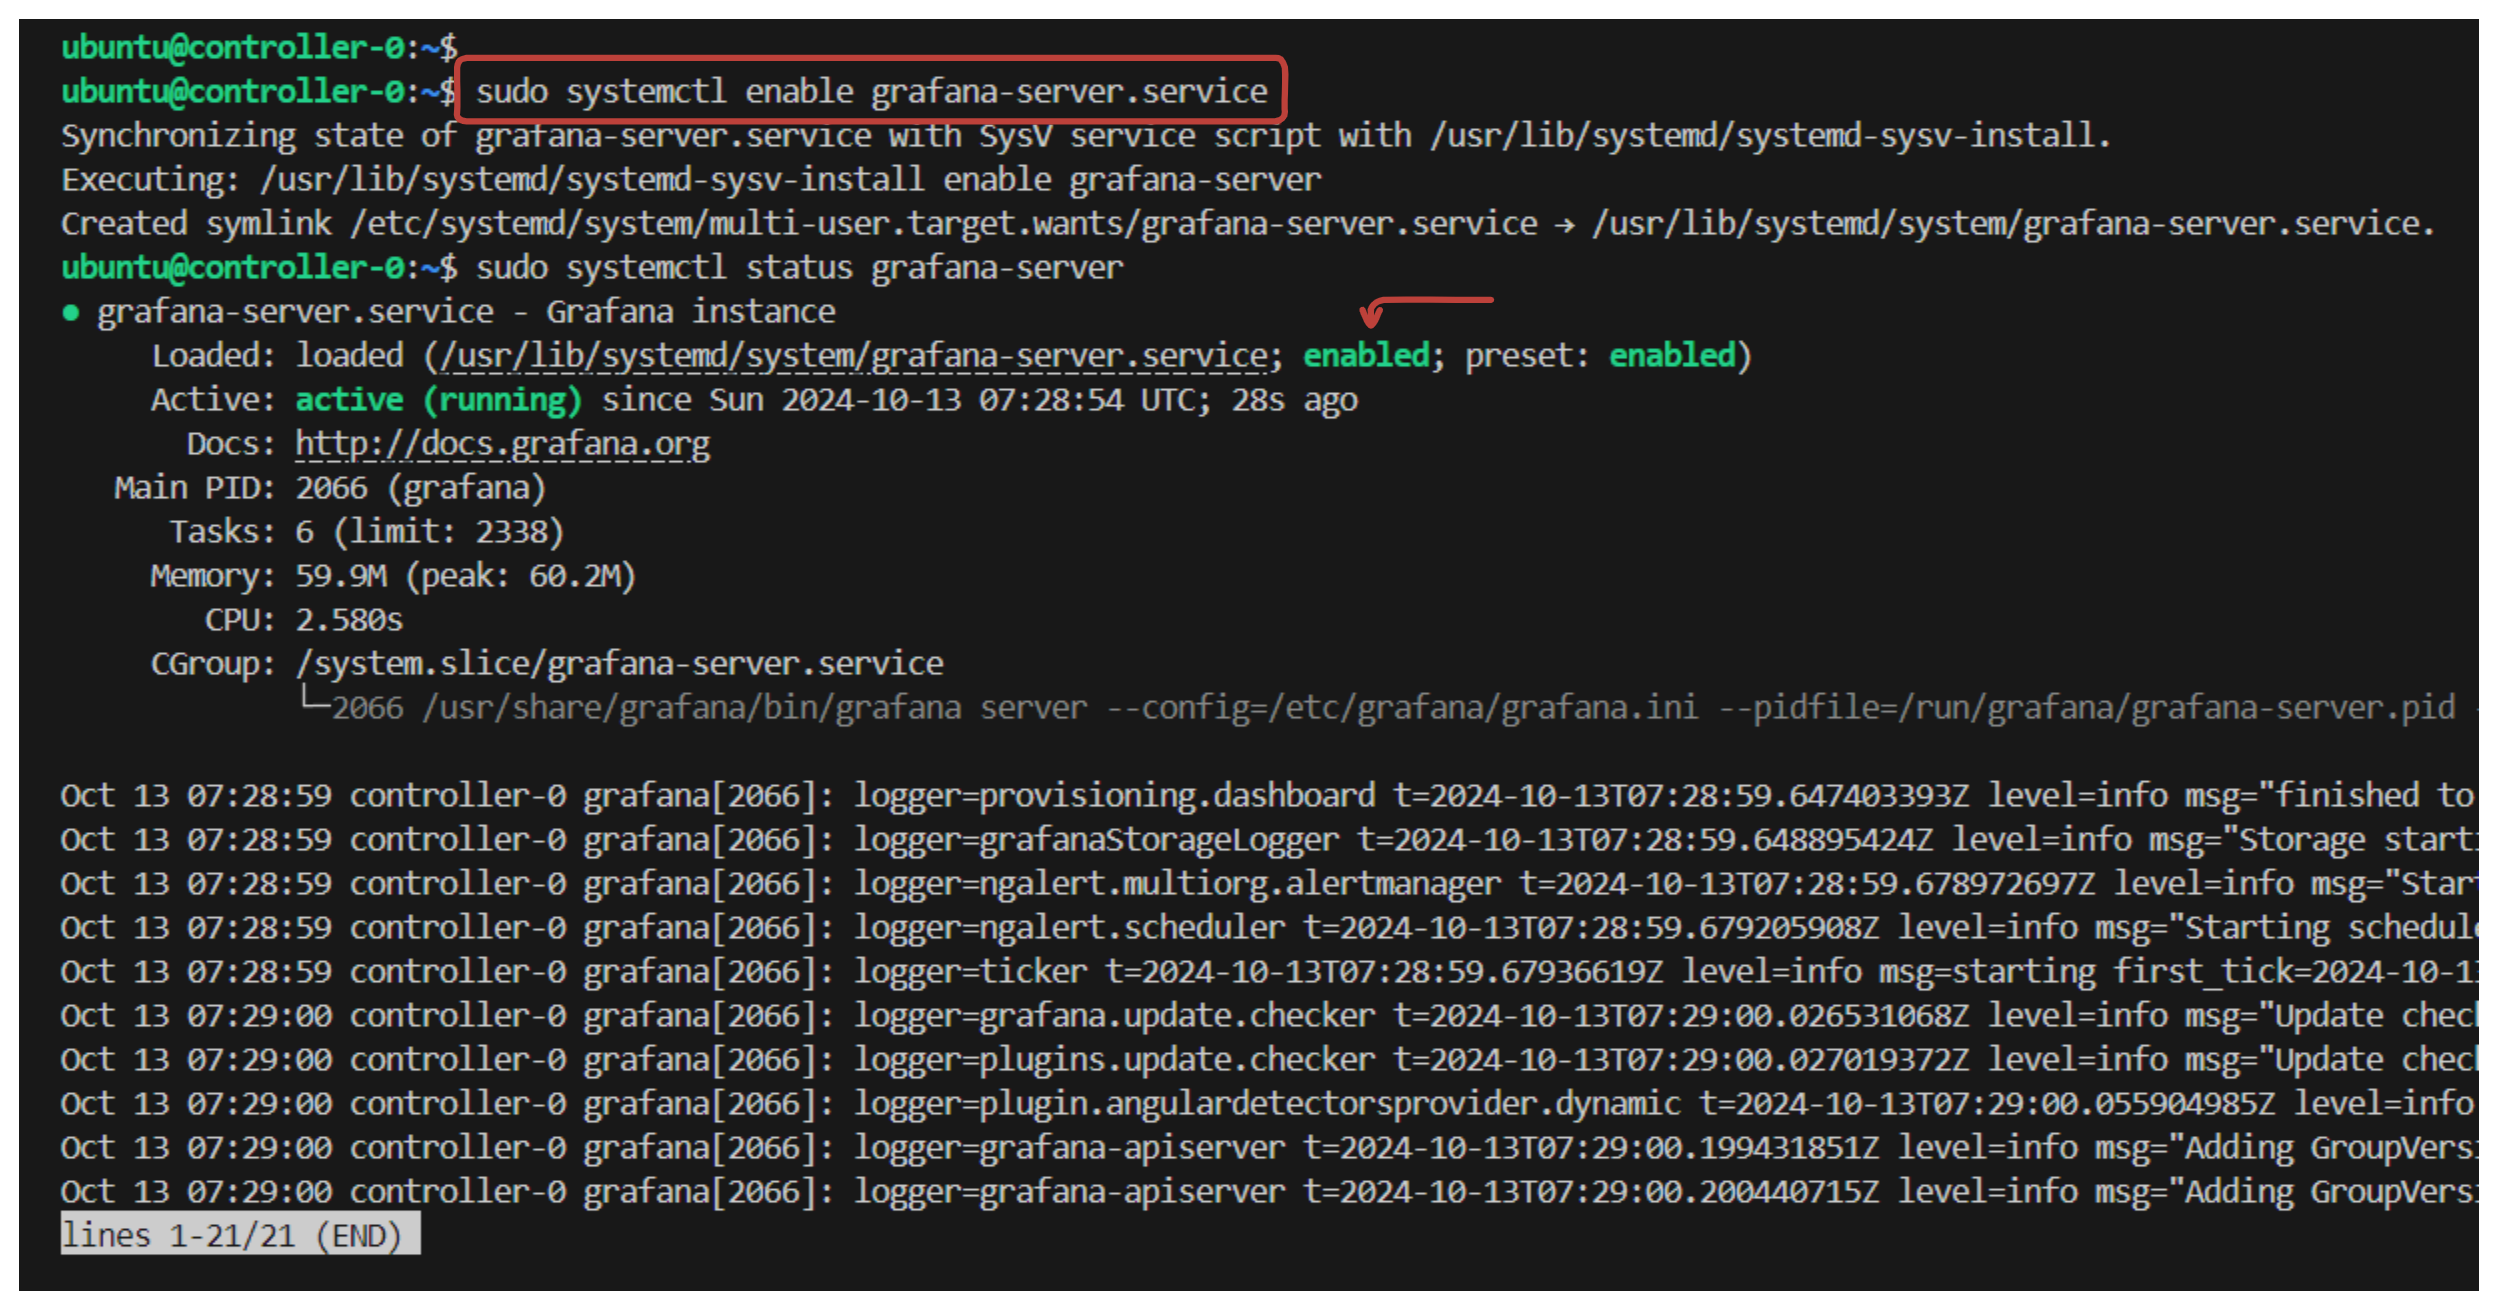 ubuntu@controller-0:~$
ubuntu@controller-0:~$ sudo systemctl enable grafana-server.service
Synchronizing state of grafana-server.service with SysV service script with /usr/lib/systemd/systemd-sysv-install.
Executing: /usr/lib/systemd/systemd-sysv-install enable grafana-server
Created symlink /etc/systemd/system/multi-user.target.wants/grafana-server.service → /usr/lib/systemd/system/grafana-server.service.
ubuntu@controller-0:~$ sudo systemctl status grafana-server
● grafana-server.service - Grafana instance
Loaded: loaded (/usr/lib/systemd/system/grafana-server.service; enabled; preset: enabled)
Active: active (running) since Sun 2024-10-13 07:28:54 UTC; 28s ago
Docs: http://docs.grafana.org
Main PID: 2066 (grafana)
Tasks: 6 (limit: 2338)
Memory: 59.9M (peak: 60.2M)
CPU: 2.580s
CGroup: /system.slice/grafana-server.service
└─2066 /usr/share/grafana/bin/grafana server --config=/etc/grafana/grafana.ini --pidfile=/run/grafana/grafana-server.pid -
Oct 13 07:28:59 controller-0 grafana[2066]: logger=provisioning.dashboard t=2024-10-13T07:28:59.647403393Z level=info msg="finished to
Oct 13 07:28:59 controller-0 grafana[2066]: logger=grafanaStorageLogger t=2024-10-13T07:28:59.648895424Z level=info msg="Storage starti
Oct 13 07:28:59 controller-0 grafana[2066]: logger=ngalert.multiorg.alertmanager t=2024-10-13T07:28:59.678972697Z level=info msg="Start
Oct 13 07:28:59 controller-0 grafana[2066]: logger=ngalert.scheduler t=2024-10-13T07:28:59.679205908Z level=info msg="Starting schedule
Oct 13 07:28:59 controller-0 grafana[2066]: logger=ticker t=2024-10-13T07:28:59.67936619Z level=info msg=starting first_tick=2024-10-13
Oct 13 07:29:00 controller-0 grafana[2066]: logger=grafana.update.checker t=2024-10-13T07:29:00.026531068Z level=info msg="Update check
Oct 13 07:29:00 controller-0 grafana[2066]: logger=plugins.update.checker t=2024-10-13T07:29:00.027019372Z level=info msg="Update check
Oct 13 07:29:00 controller-0 grafana[2066]: logger=plugin.angulardetectorsprovider.dynamic t=2024-10-13T07:29:00.055904985Z level=info
Oct 13 07:29:00 controller-0 grafana[2066]: logger=grafana-apiserver t=2024-10-13T07:29:00.199431851Z level=info msg="Adding GroupVersi
Oct 13 07:29:00 controller-0 grafana[2066]: logger=grafana-apiserver t=2024-10-13T07:29:00.200440715Z level=info msg="Adding GroupVersi
lines 1-21/21 (END)